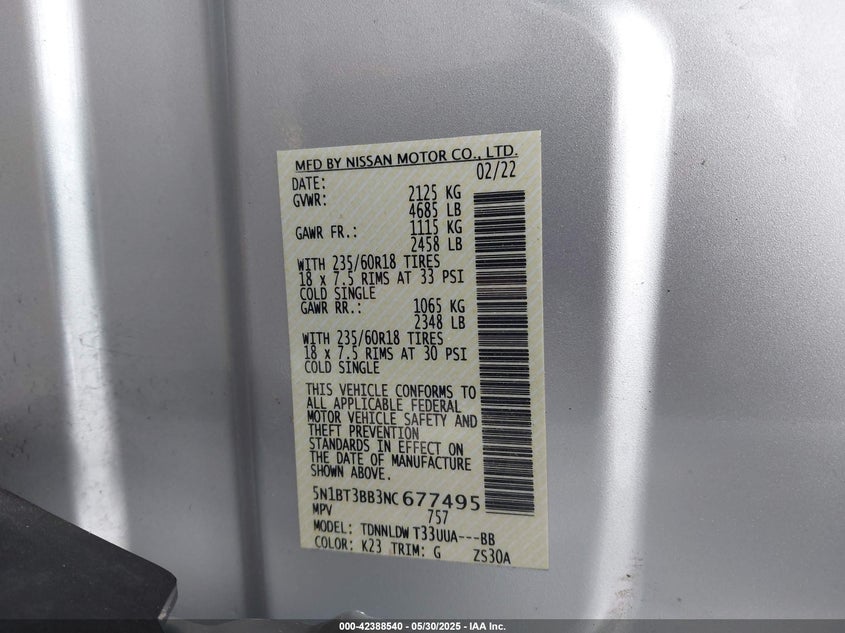 MFD BY NISSAN MOTOR CO., LTD.
DATE: 02/22
GVWR: 2125 KG
4685 LB
GAWR FR.: 1115 KG
2458 LB
WITH 235/60R18 TIRES
18 x 7.5 RIMS AT 33 PSI
COLD SINGLE
GAWR RR.: 1065 KG
2348 LB
WITH 235/60R18 TIRES
18 x 7.5 RIMS AT 30 PSI
COLD SINGLE
THIS VEHICLE CONFORMS TO
ALL APPLICABLE FEDERAL
MOTOR VEHICLE SAFETY AND
THEFT PREVENTION
STANDARDS IN EFFECT ON
THE DATE OF MANUFACTURE
SHOWN ABOVE.
5N1BT3BB3NC677495
MPV 757
MODEL: TDNNLDW T33UUA---BB
COLOR: K23 TRIM: G ZS30A
000-42388540 - 05/30/2025 - IAA Inc.